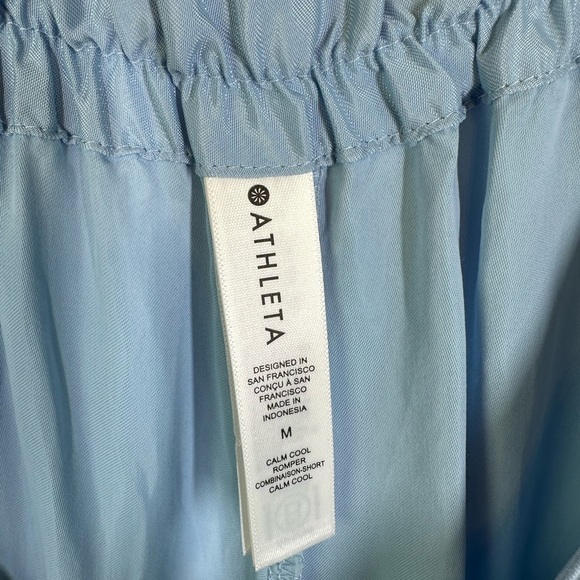 ATHLETA
DESIGNED IN
SAN FRANCISCO
CONÇU À SAN
FRANCISCO
MADE IN
INDONESIA
M
CALM COOL
ROMPER
COMBINAISON-SHORT
CALM COOL